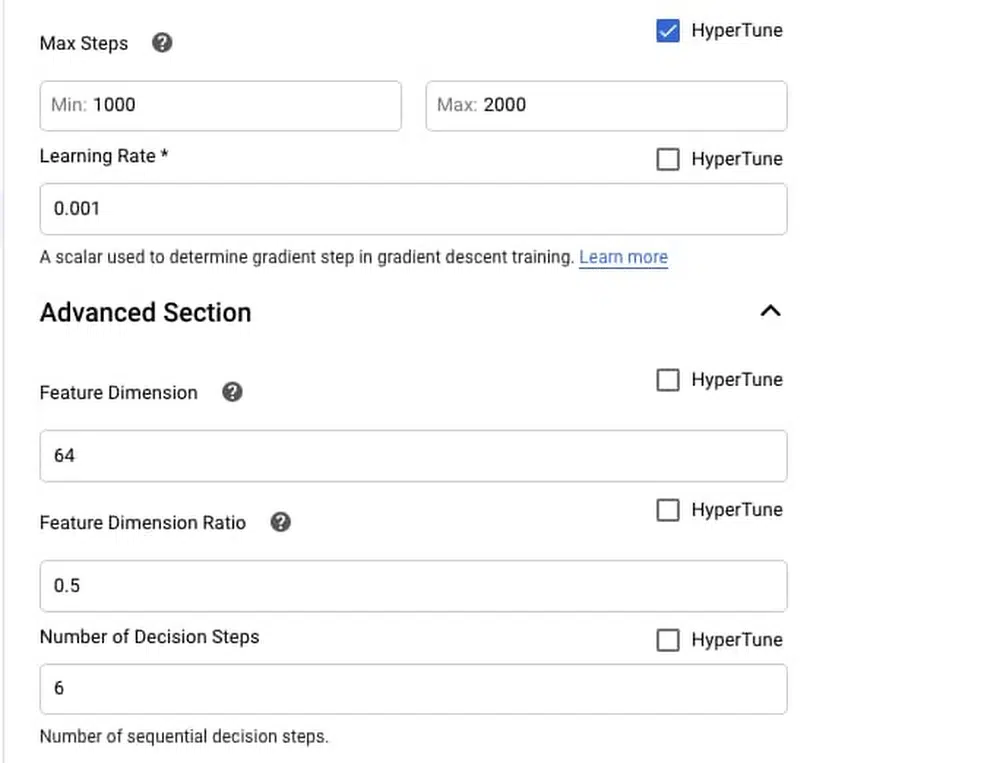 Max Steps
HyperTune
Min: 1000
Max: 2000
Learning Rate *
HyperTune
0.001
A scalar used to determine gradient step in gradient descent training. Learn more
Advanced Section
Feature Dimension
HyperTune
64
Feature Dimension Ratio
HyperTune
0.5
Number of Decision Steps
HyperTune
6
Number of sequential decision steps.